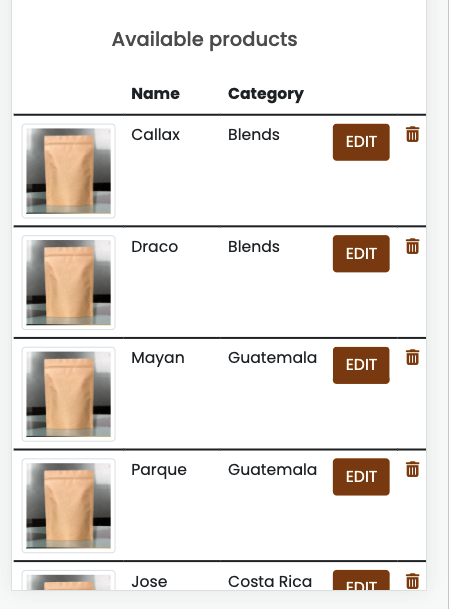 Available products
Name Category
Callax Blends EDIT
Draco Blends EDIT
Mayan Guatemala EDIT
Parque Guatemala EDIT
Jose Costa Rica EDIT